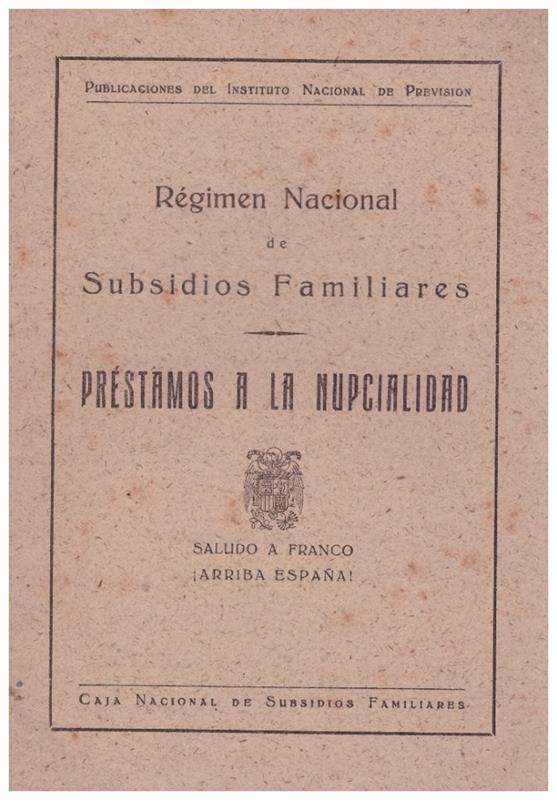 PUBLICACIONES DEL INSTITUTO NACIONAL DE PREVISION
Régimen Nacional
de
Subsidios Familiares
PRÉSTAMOS A LA NUPCIALIDAD
SALUDO A FRANCO
¡ARRIBA ESPAÑA!
CAJA NACIONAL DE SUBSIDIOS FAMILIARES